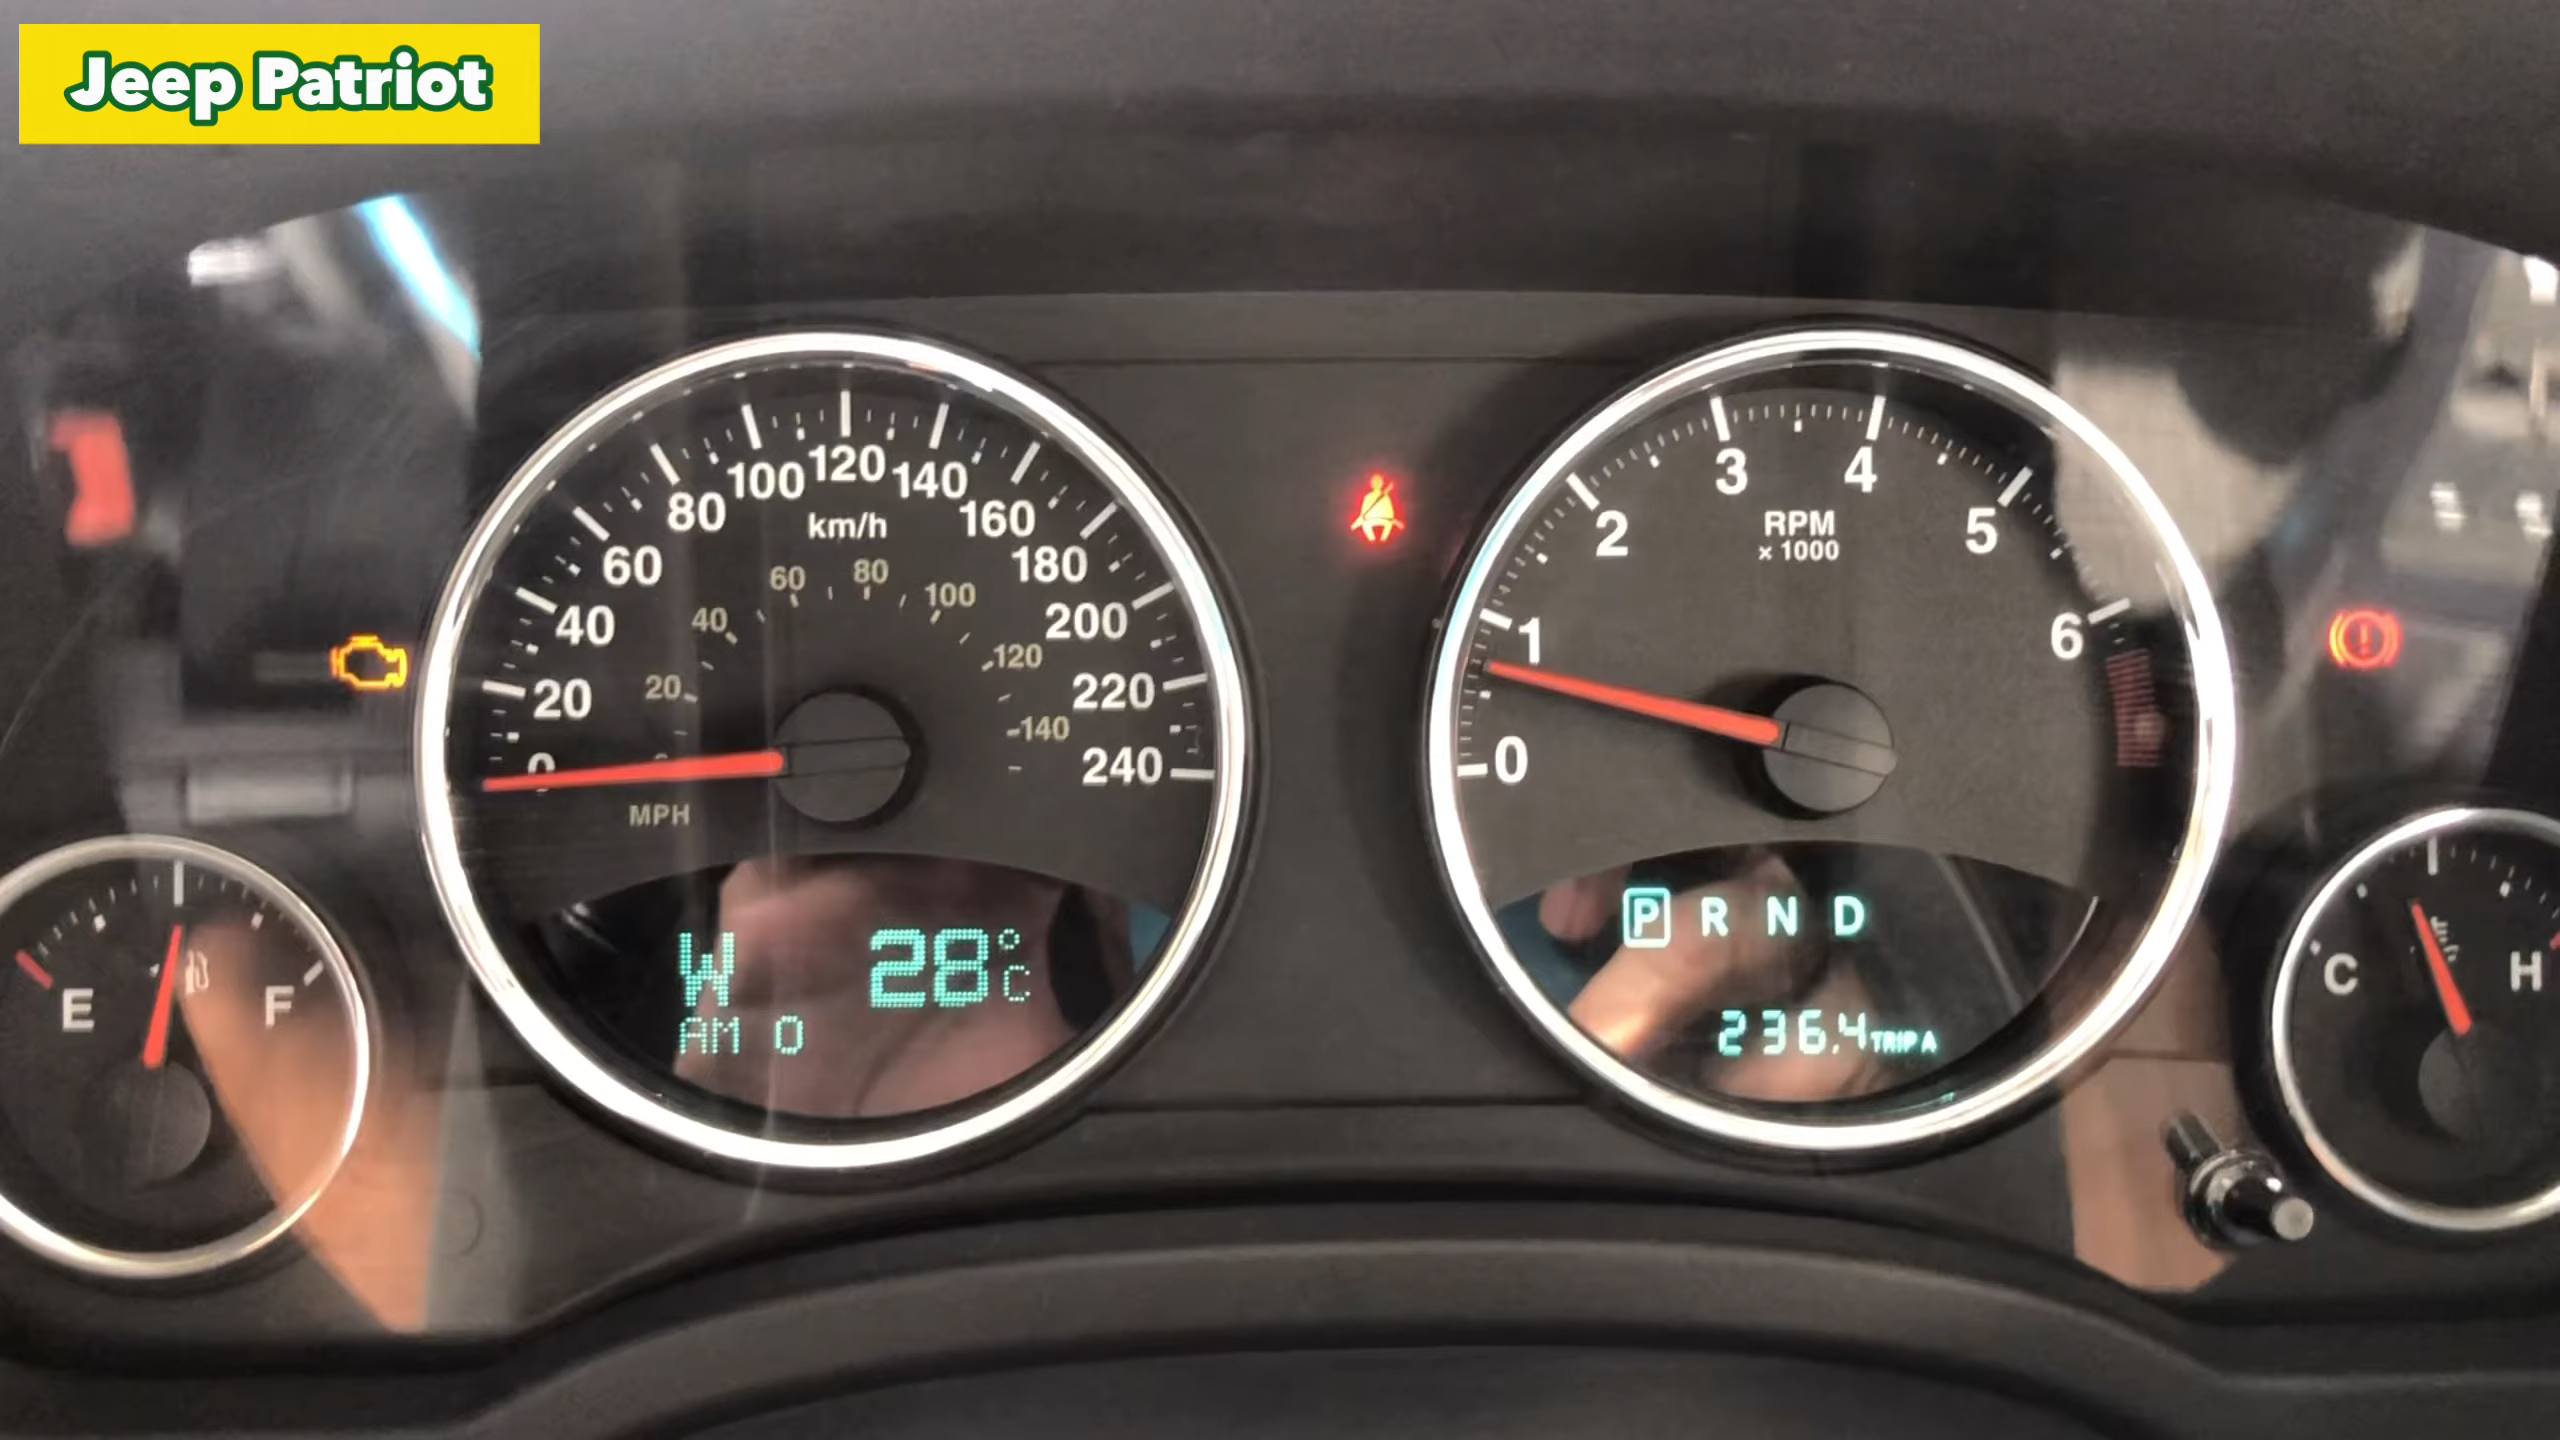 Jeep Patriot
0 20 40 60 80 100 120 140 160 180 200 220 240
km/h
20 40 60 80 100 120 140
MPH
W 28°C
AM 0
0 1 2 3 4 5 6
RPM
x 1000
P R N D
236.4 TRIP A
E F
C H